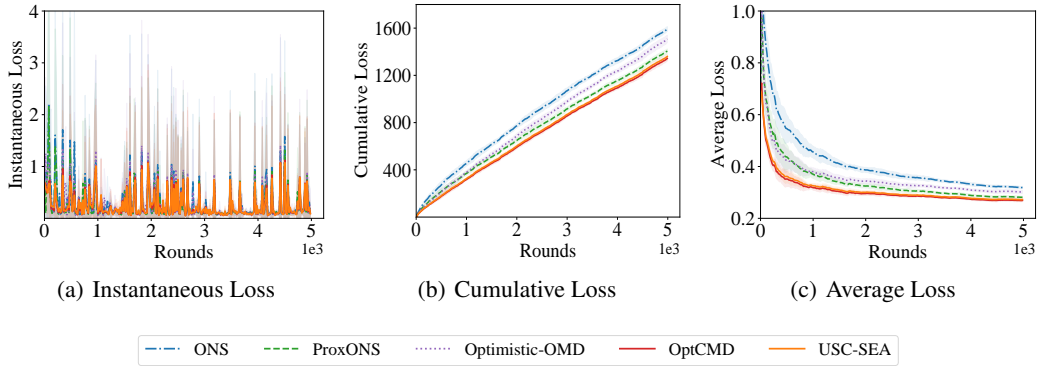 4
3
2
1
Instantaneous Loss
0 1 2 3 4 5
Rounds
1e3
(a) Instantaneous Loss
1600
1200
800
400
Cumulative Loss
0 1 2 3 4 5
Rounds
1e3
(b) Cumulative Loss
1.0
0.8
0.6
0.4
0.2
Average Loss
0 1 2 3 4 5
Rounds
1e3
(c) Average Loss
ONS ProxONS Optimistic-OMD OptCMD USC-SEA